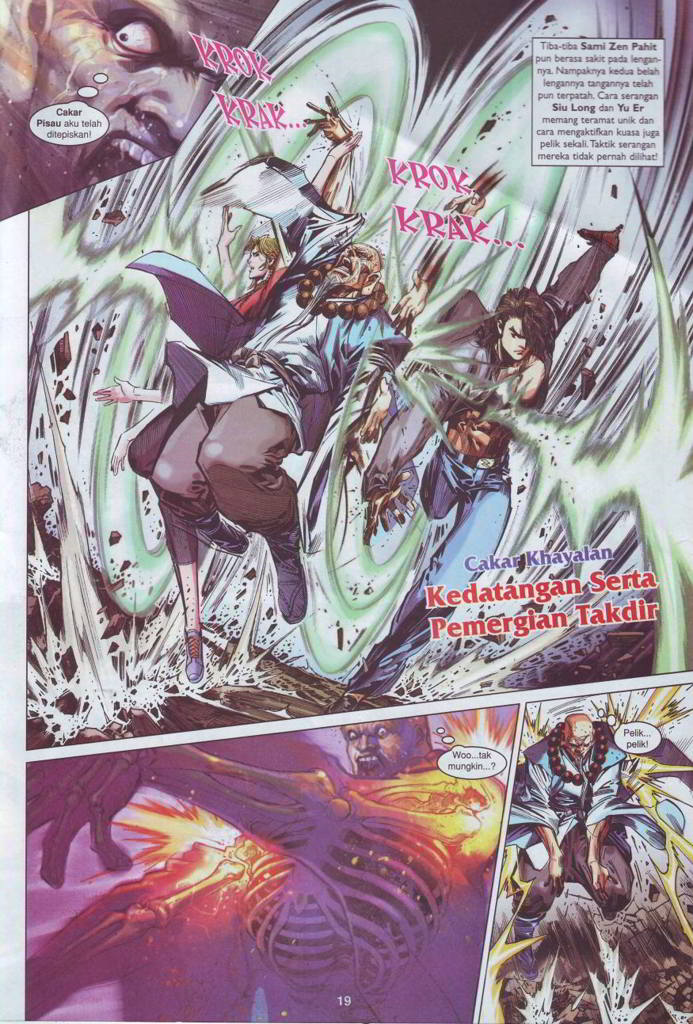 KROK
KRAK...
Cakar
Pisau aku telah
ditepiskan!
Tiba-tiba Sami Zen Pahit
pun berasa sakit pada lengan-
nya. Nampaknya kedua belah
lengannya tangannya telah
pun terpatah. Cara serangan
Siu Long dan Yu Er
memang teramat unik dan
cara mengaktifkan kuasa juga
pelik sekali. Taktik serangan
mereka tidak pernah dilihat!
KROK
KRAK...
Cakar Khayalan
Kedatangan Serta
Pemergian Takdir
Woo...tak
mungkin...?
Pelik...
pelik!
19